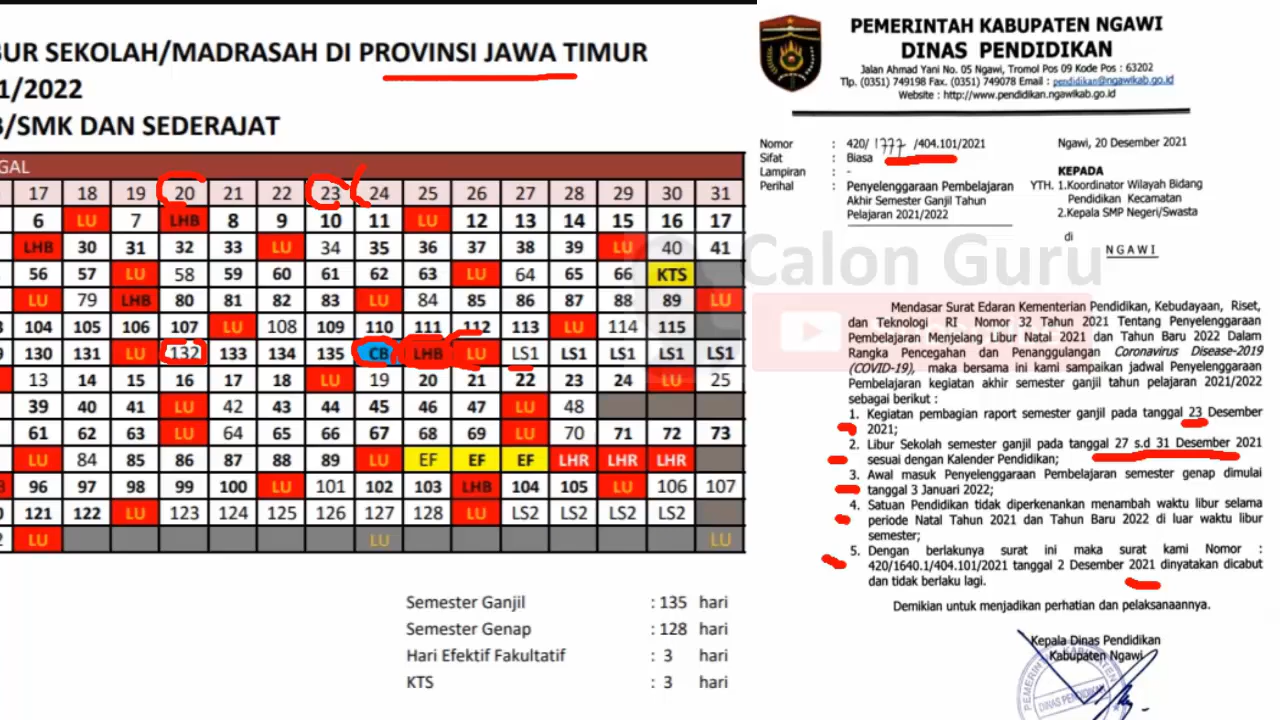 BUR SEKOLAH/MADRASAH DI PROVINSI JAWA TIMUR
1/2022
B/SMK DAN SEDERAJAT
GAL
17 18 19 20 21 22 23 24 25 26 27 28 29 30 31
6 LU 7 LHB 8 9 10 11 LU 12 13 14 15 16 17
LHB 30 31 32 33 LU 34 35 36 37 38 39 LU 40 41
56 57 LU 58 59 60 61 62 63 LU 64 65 66 KTS
LU 79 LHB 80 81 82 83 LU 84 85 86 87 88 89 LU
104 105 106 107 LU 108 109 110 111 112 113 LU 114 115
130 131 LU 132 133 134 135 CB LHB LU LS1 LS1 LS1 LS1 LS1
13 14 15 16 17 18 LU 19 20 21 22 23 24 LU 25
39 40 41 LU 42 43 44 45 46 47 LU 48
61 62 63 LU 64 65 66 67 68 69 LU 70 71 72 73
LU 84 85 86 87 88 89 LU EF EF EF LHR LHR LHR
96 97 98 99 100 LU 101 102 103 LHB 104 105 LU 106 107
121 122 LU 123 124 125 126 127 128 LU LS2 LS2 LS2 LS2
LU LU LU
Semester Ganjil : 135 hari
Semester Genap : 128 hari
Hari Efektif Fakultatif : 3 hari
KTS : 3 hari
PEMERINTAH KABUPATEN NGAWI
DINAS PENDIDIKAN
Jalan Ahmad Yani No. 05 Ngawi, Tromol Pos 09 Kode Pos : 63202
Tlp. (0351) 749198 Fax. (0351) 749078 Email : pendidikan@ngawikab.go.id
Website : http://www.pendidikan.ngawikab.go.id
Nomor : 420/ 1777 /404.101/2021
Sifat : Biasa
Lampiran : -
Perihal : Penyelenggaraan Pembelajaran
Akhir Semester Ganjil Tahun
Pelajaran 2021/2022
Ngawi, 20 Desember 2021
KEPADA
YTH. 1.Koordinator Wilayah Bidang
Pendidikan Kecamatan
2.Kepala SMP Negeri/Swasta
di
N G A W I
Calon Guru
Mendasar Surat Edaran Kementerian Pendidikan, Kebudayaan, Riset,
dan Teknologi RI Nomor 32 Tahun 2021 Tentang Penyelenggaraan
Pembelajaran Menjelang Libur Natal 2021 dan Tahun Baru 2022 Dalam
Rangka Pencegahan dan Penanggulangan Coronavirus Disease-2019
(COVID-19), maka bersama ini kami sampaikan jadwal Penyelenggaraan
Pembelajaran kegiatan akhir semester ganjil tahun pelajaran 2021/2022
sebagai berikut :
1. Kegiatan pembagian raport semester ganjil pada tanggal 23 Desember
2021;
2. Libur Sekolah semester ganjil pada tanggal 27 s.d 31 Desember 2021
sesuai dengan Kalender Pendidikan;
3. Awal masuk Penyelenggaraan Pembelajaran semester genap dimulai
tanggal 3 Januari 2022;
4. Satuan Pendidikan tidak diperkenankan menambah waktu libur selama
periode Natal Tahun 2021 dan Tahun Baru 2022 di luar waktu libur
semester;
5. Dengan berlakunya surat ini maka surat kami Nomor :
420/1640.1/404.101/2021 tanggal 2 Desember 2021 dinyatakan dicabut
dan tidak berlaku lagi.
Demikian untuk menjadikan perhatian dan pelaksanaannya.
Kepala Dinas Pendidikan
Kabupaten Ngawi
DINAS PENDIDIKAN